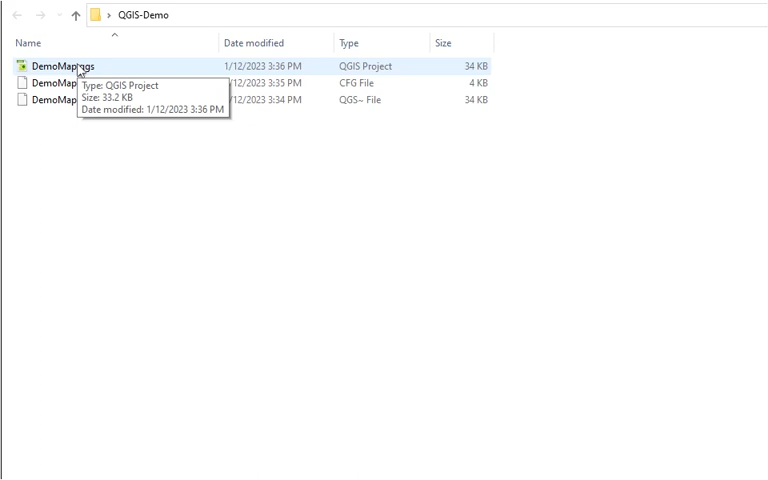 QGIS-Demo
Name Date modified Type Size
DemoMap.qgs 1/12/2023 3:36 PM QGIS Project 34 KB
DemoMap 1/12/2023 3:35 PM CFG File 4 KB
DemoMap 1/12/2023 3:34 PM QGS~ File 34 KB
Type: QGIS Project
Size: 33.2 KB
Date modified: 1/12/2023 3:36 PM